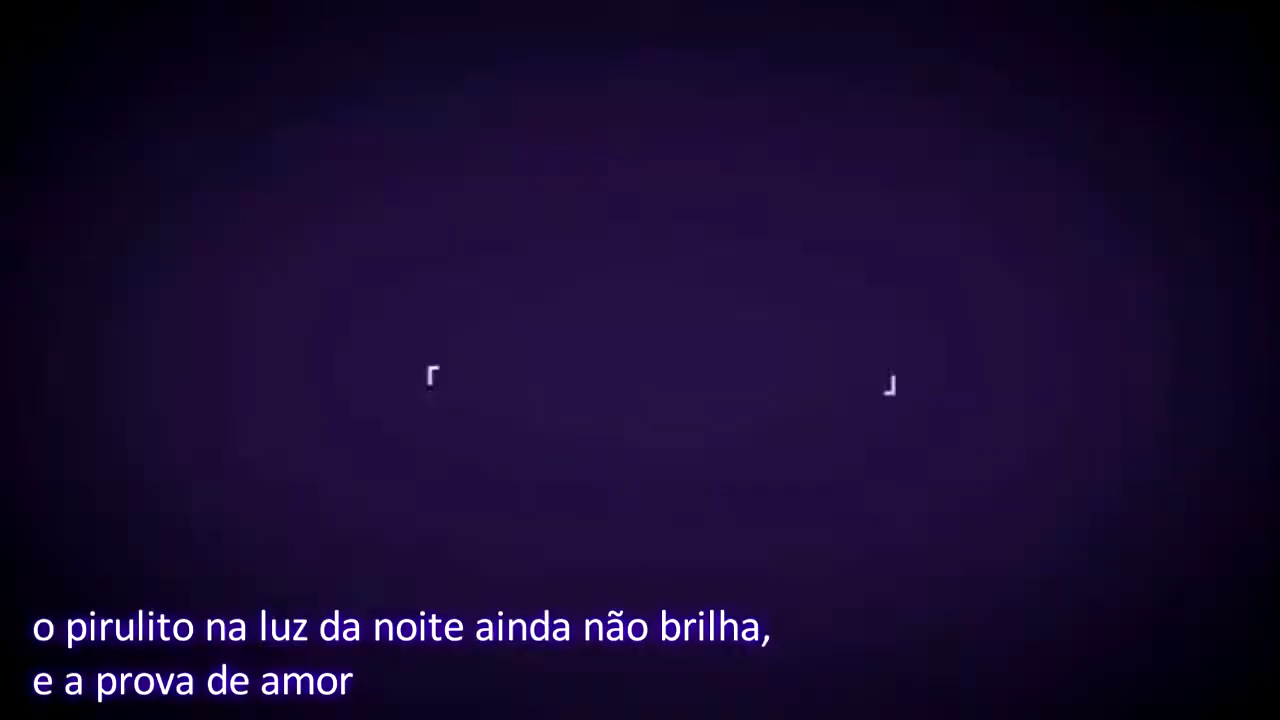 「 」
o pirulito na luz da noite ainda não brilha,
e a prova de amor